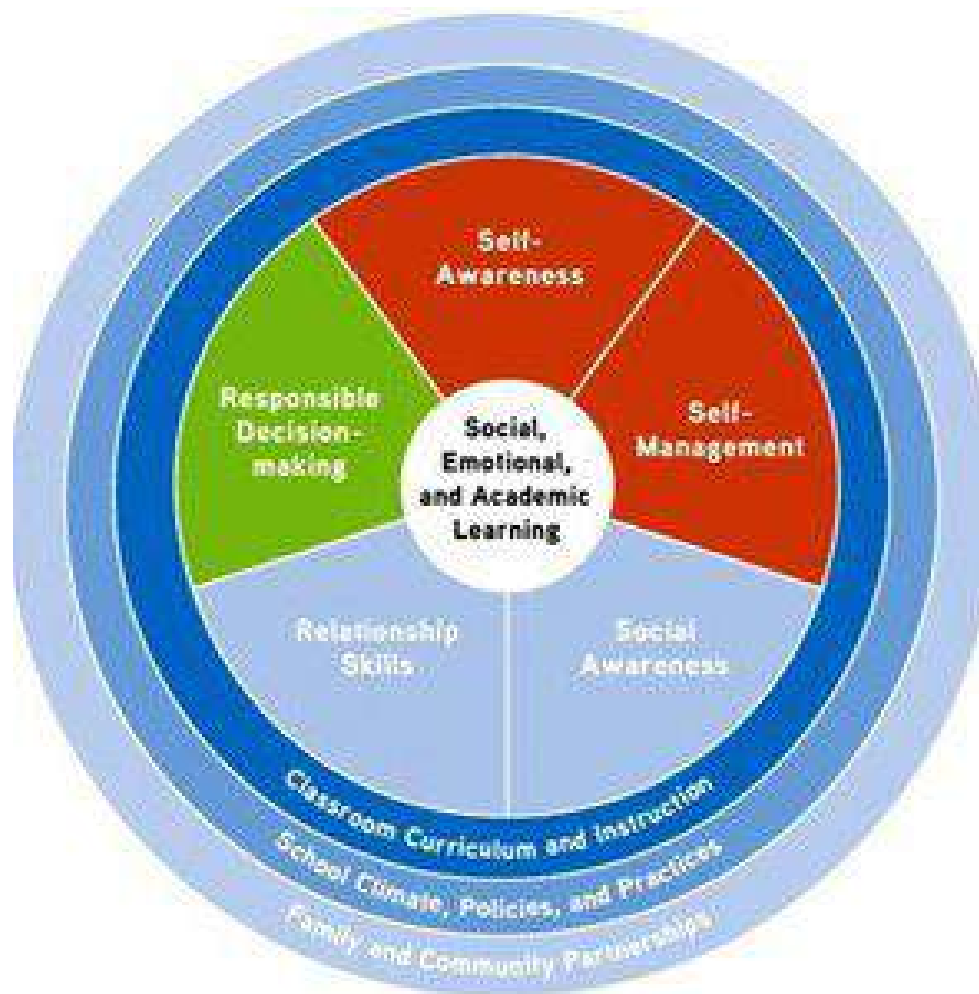 Self-
Awareness
Self-
Management
Social
Awareness
Relationship
Skills
Responsible
Decision-
making
Social,
Emotional,
and Academic
Learning
Classroom Curriculum and Instruction
School Climate, Policies, and Practices
Family and Community Partnerships